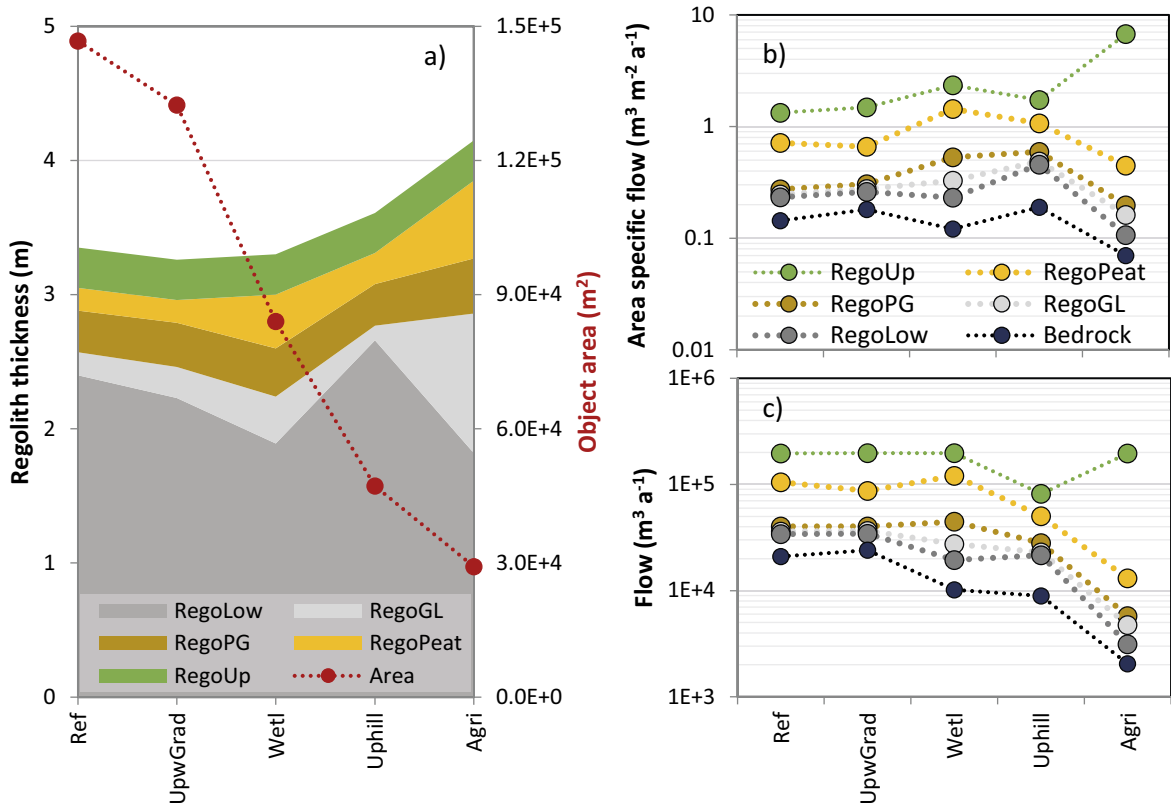 a)
Regolith thickness (m)
5
4
3
2
1
0
Object area (m²)
1.5E+5
1.2E+5
9.0E+4
6.0E+4
3.0E+4
0.0E+0
RegoLow RegoGL
RegoPG RegoPeat
RegoUp Area
Ref
UpwGrad
Wetl
Uphill
Agri
b)
Area specific flow (m³ m⁻² a⁻¹)
10
1
0.1
0.01
RegoUp RegoPeat
RegoPG RegoGL
RegoLow Bedrock
c)
Flow (m³ a⁻¹)
1E+6
1E+5
1E+4
1E+3
Ref
UpwGrad
Wetl
Uphill
Agri